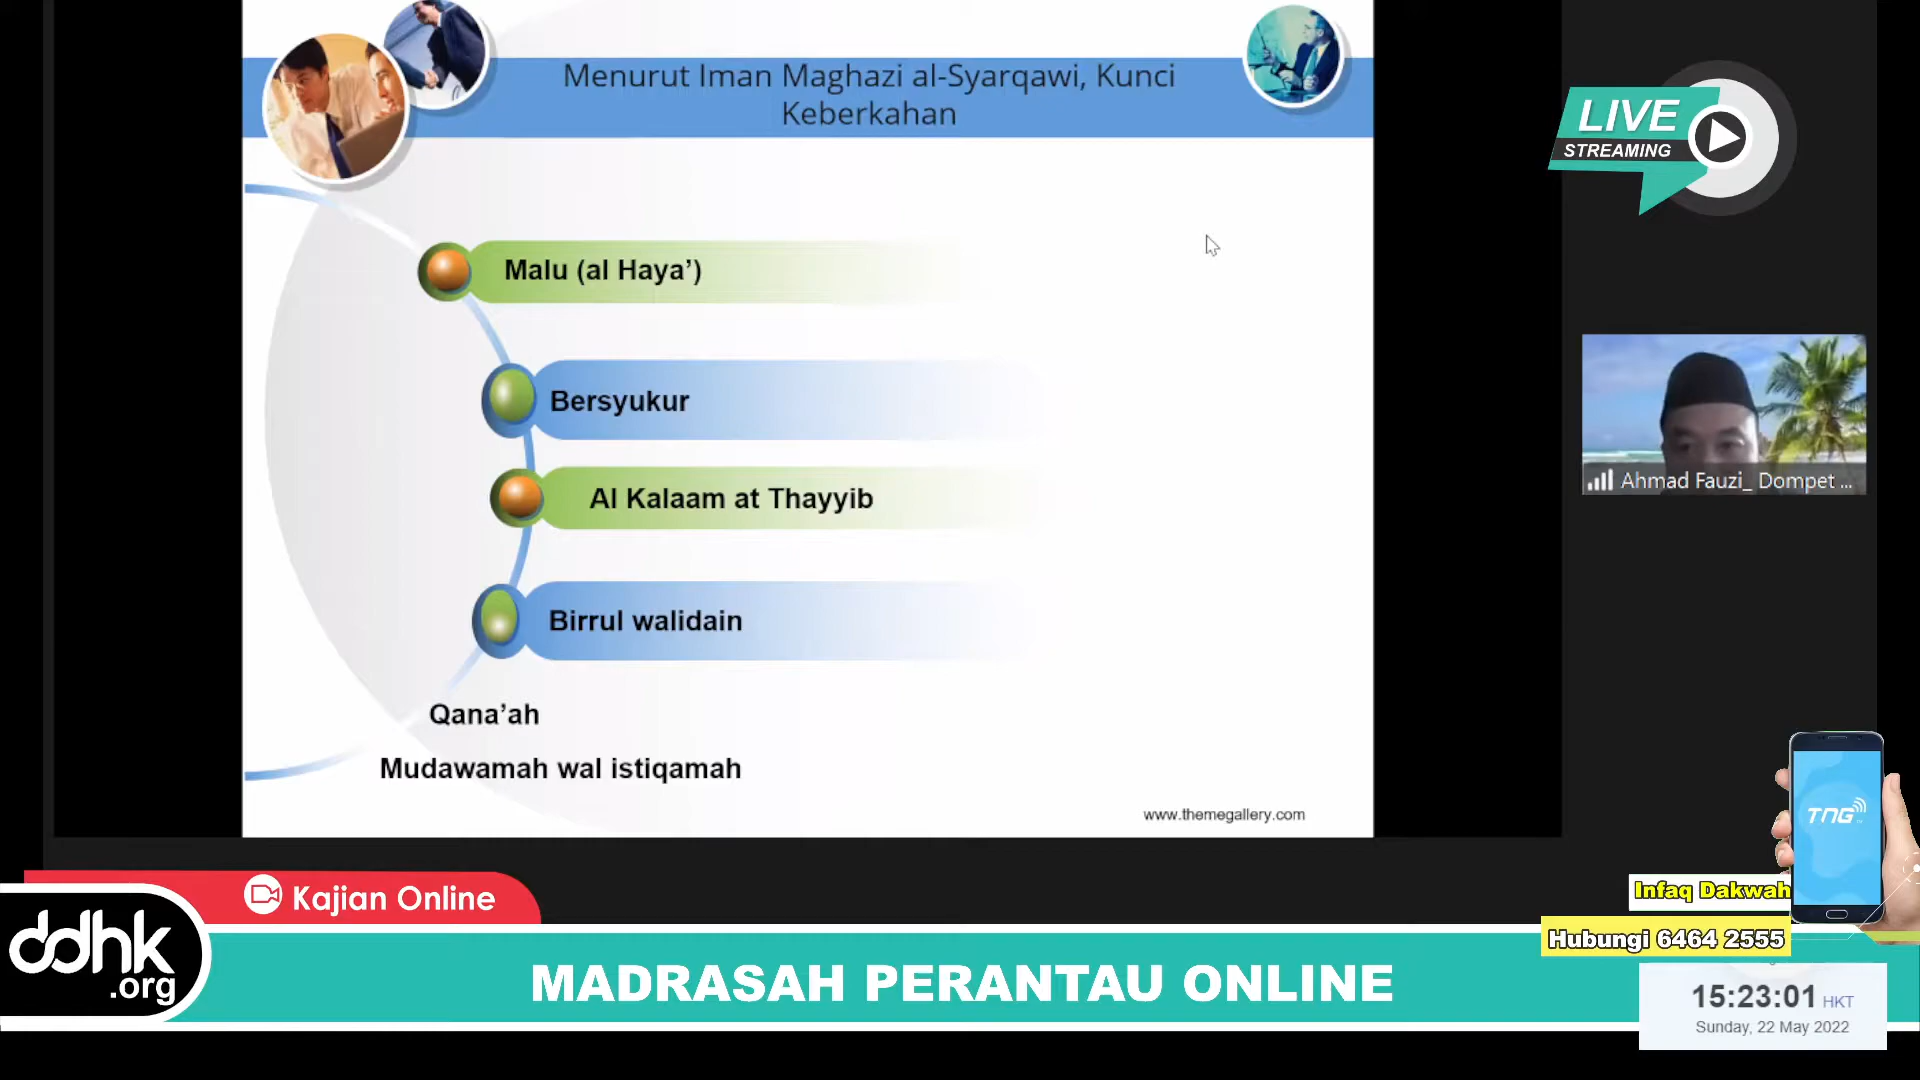 Menurut Iman Maghazi al-Syarqawi, Kunci
Keberkahan
Malu (al Haya’)
Bersyukur
Al Kalaam at Thayyib
Birrul walidain
Qana’ah
Mudawamah wal istiqamah
www.themegallery.com
LIVE
STREAMING
Ahmad Fauzi_ Dompet ...
TNG
Infaq Dakwah
Hubungi 6464 2555
Kajian Online
ddhk
.org
MADRASAH PERANTAU ONLINE
15:23:01 HKT
Sunday, 22 May 2022